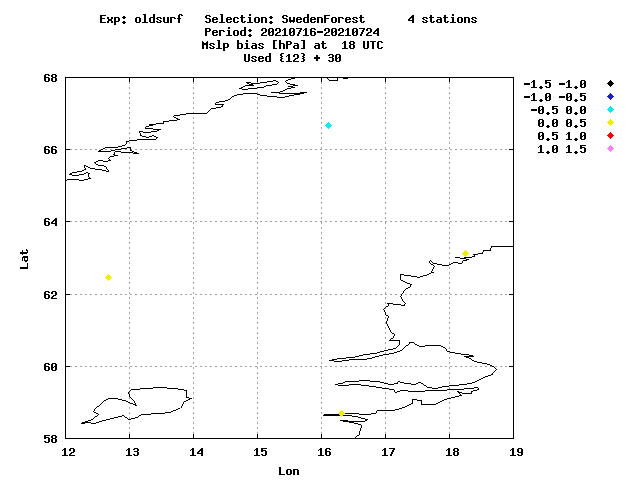 Exp: oldsurf   Selection: SwedenForest      4 stations
Period: 20210716-20210724
Mslp bias [hPa] at  18 UTC
Used {12} + 30
-1.5 -1.0
-1.0 -0.5
-0.5 0.0
0.0 0.5
0.5 1.0
1.0 1.5
68
66
64
62
60
58
Lat
12 13 14 15 16 17 18 19
Lon